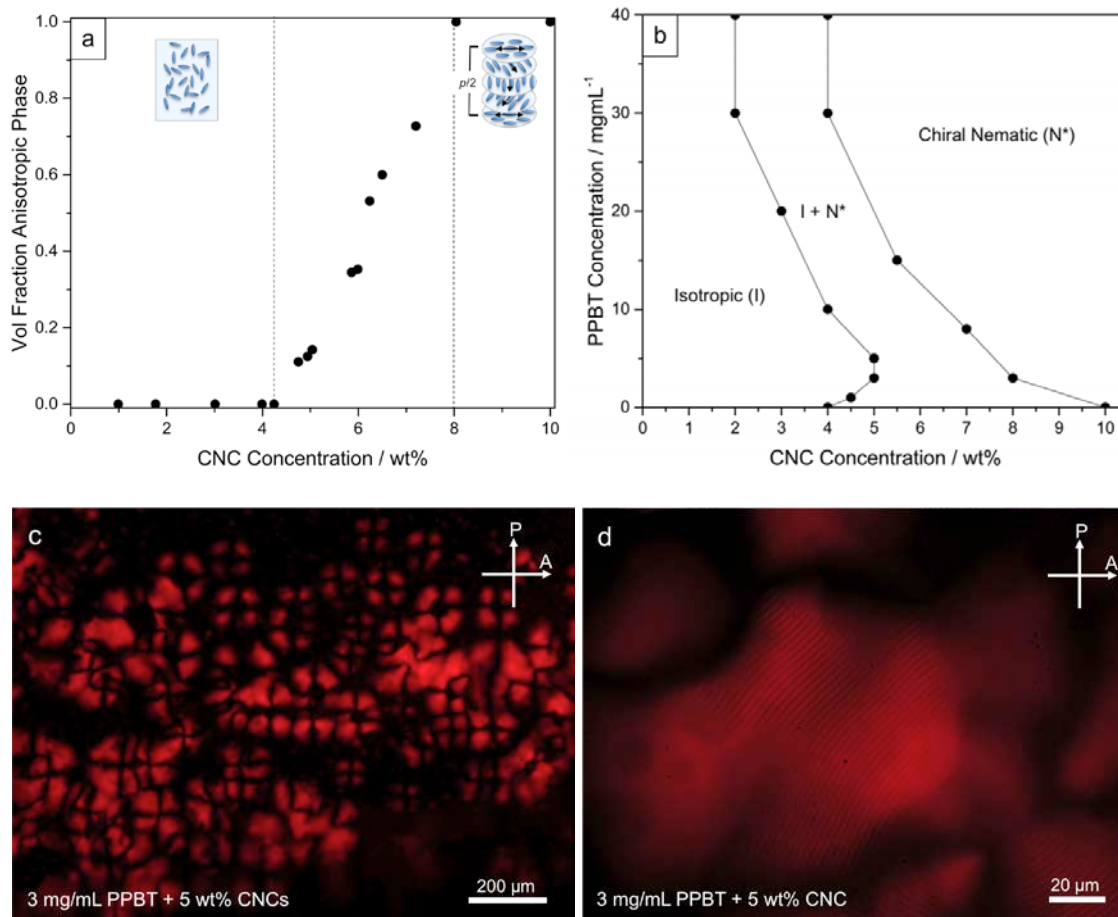 a
Vol Fraction Anisotropic Phase
1.0
0.8
0.6
0.4
0.2
0.0
0 2 4 6 8 10
CNC Concentration / wt%
p/2
b
PPBT Concentration / mgmL-1
40
30
20
10
0
0 1 2 3 4 5 6 7 8 9 10
CNC Concentration / wt%
Chiral Nematic (N*)
I + N*
Isotropic (I)
c
P
A
3 mg/mL PPBT + 5 wt% CNCs
200 µm
d
P
A
3 mg/mL PPBT + 5 wt% CNC
20 µm